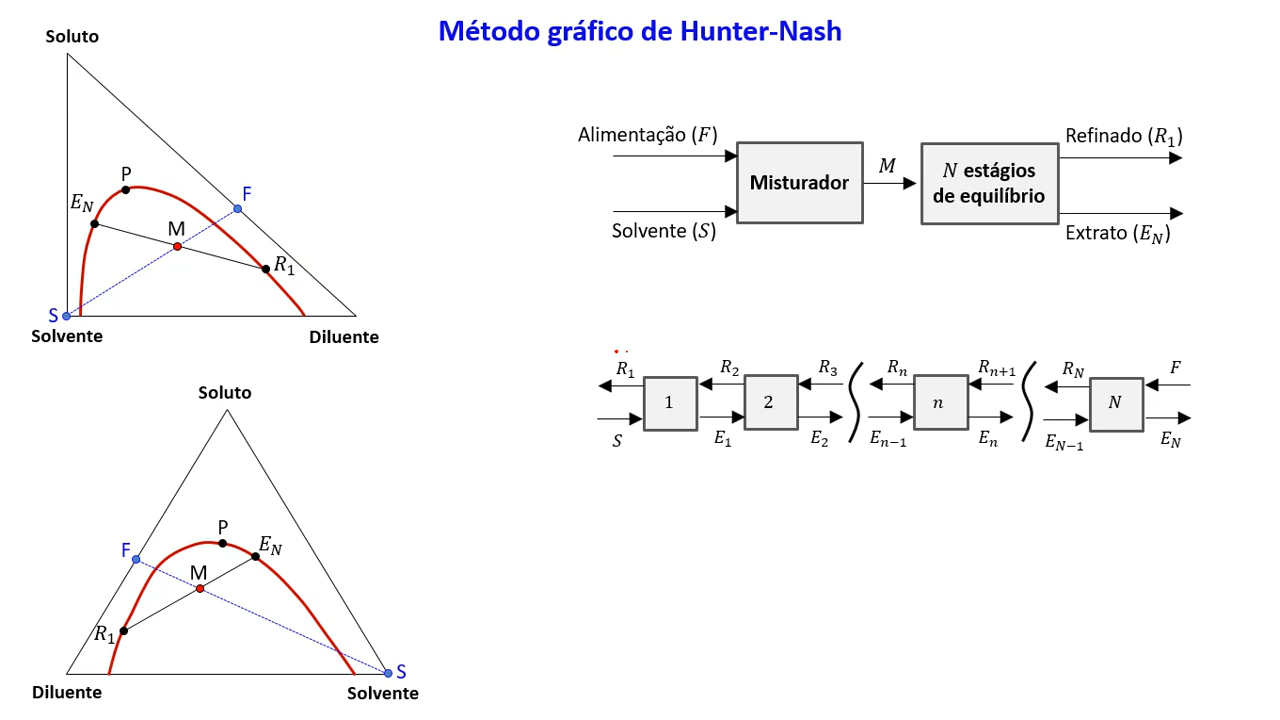 Método gráfico de Hunter-Nash
Soluto
P
E_N
F
M
R_1
S
Solvente
Diluente
Alimentação (F)
Solvente (S)
Misturador
M
N estágios
de equilíbrio
Refinado (R_1)
Extrato (E_N)
R_1 R_2 R_3 R_n R_{n+1} R_N F
1 2 n N
S E_1 E_2 E_{n−1} E_n E_{N−1} E_N
Soluto
P
E_N
F
M
R_1
S
Diluente
Solvente